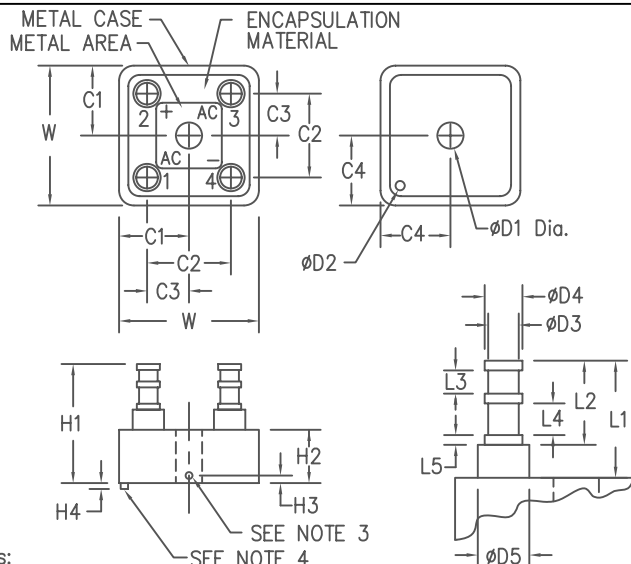 METAL CASE
METAL AREA
ENCAPSULATION
MATERIAL
C1
W
2
+
AC
3
C3
C2
AC
–
1
4
C1
C2
C3
W
C4
C4
øD2
øD1 Dia.
H1
H2
H3
H4
SEE NOTE 3
SEE NOTE 4
øD4
øD3
L3
L4
L2
L1
L5
øD5
s: